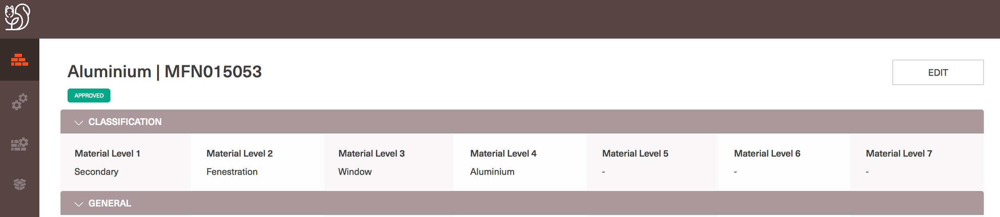 Aluminium | MFN015053
EDIT
APPROVED
CLASSIFICATION
Material Level 1 Material Level 2 Material Level 3 Material Level 4 Material Level 5 Material Level 6 Material Level 7
Secondary Fenestration Window Aluminium - - -
GENERAL